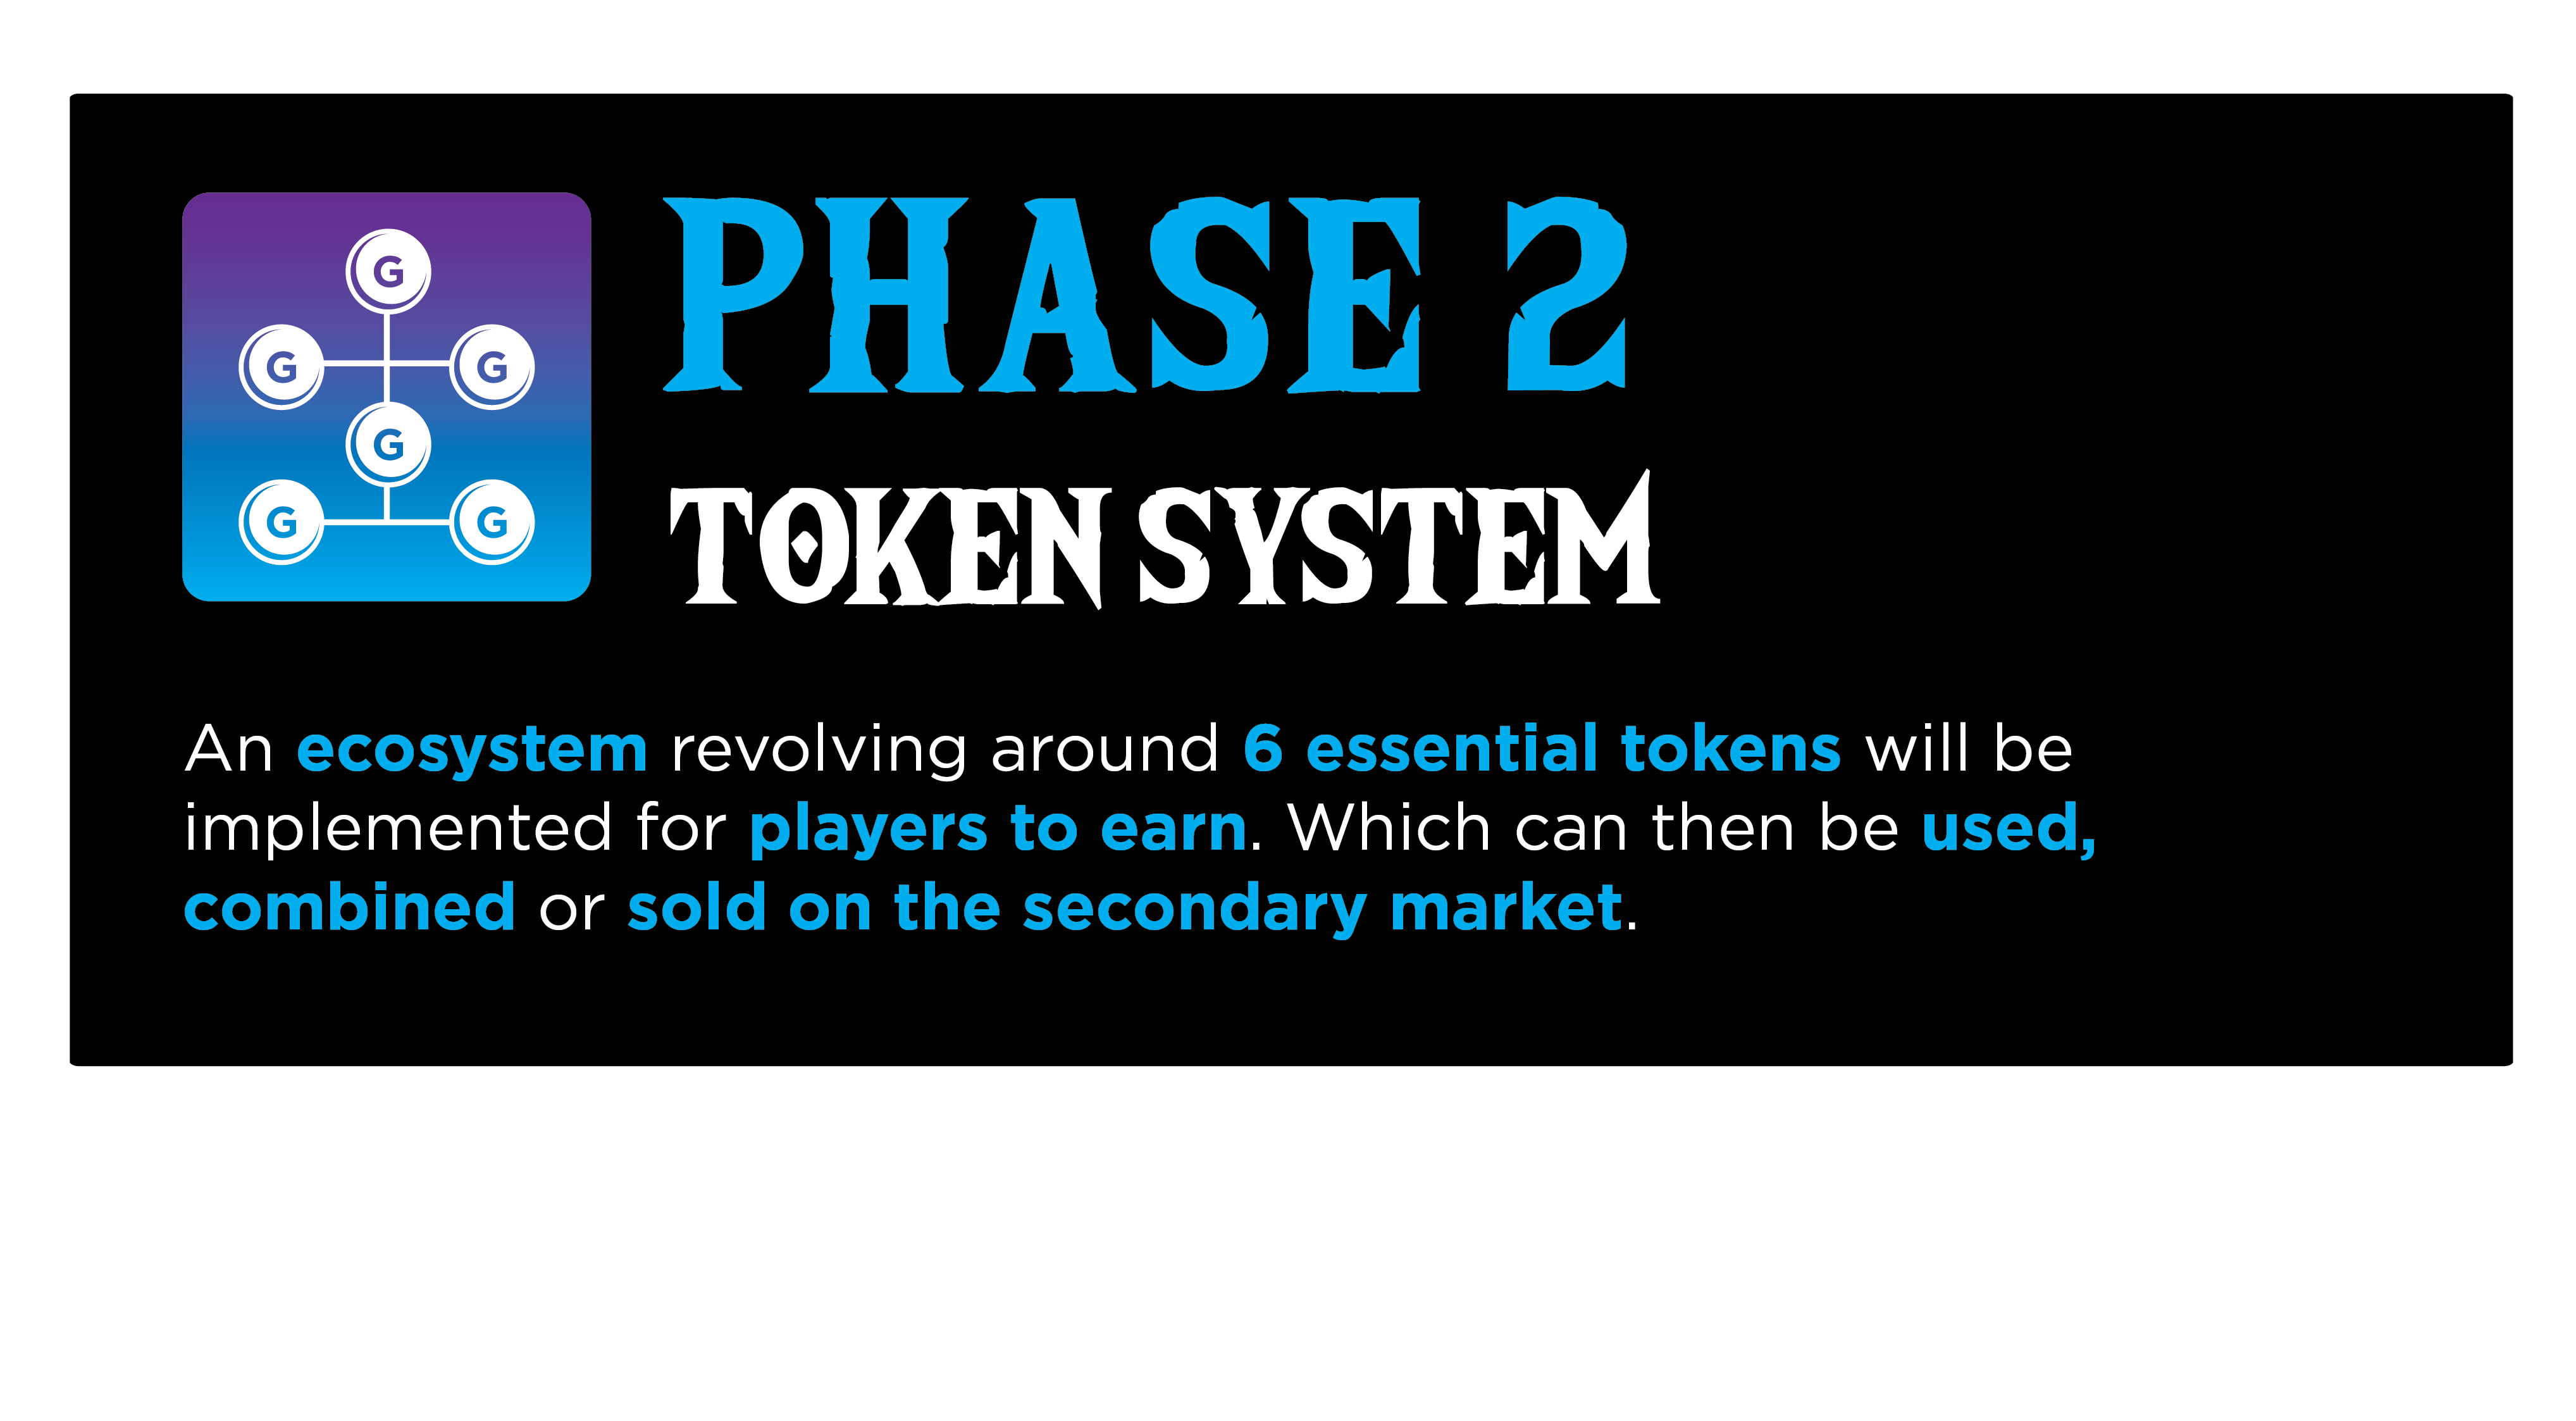 G
PHASE 2
G G
G
TOKEN SYSTEM
G G
An ecosystem revolving around 6 essential tokens will be
implemented for players to earn. Which can then be used,
combined or sold on the secondary market.